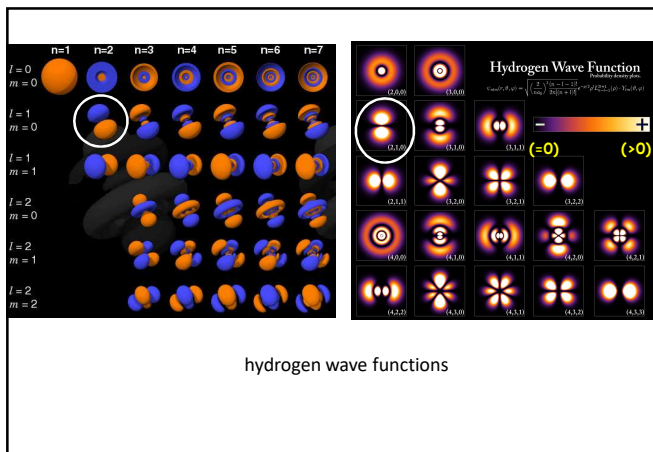 n=1 n=2 n=3 n=4 n=5 n=6 n=7
l = 0
m = 0
l = 1
m = 0
l = 1
m = 1
l = 2
m = 0
l = 2
m = 1
l = 2
m = 2
Hydrogen Wave Function
Probability density plots.
- +
(=0) (>0)
(2,0,0) (3,0,0)
(2,1,0) (3,1,0) (3,1,1)
(2,1,1) (3,2,0) (3,2,1) (3,2,2)
(4,0,0) (4,1,0) (4,1,1) (4,2,0) (4,2,1)
(4,2,2) (4,3,0) (4,3,1) (4,3,2) (4,3,3)
hydrogen wave functions